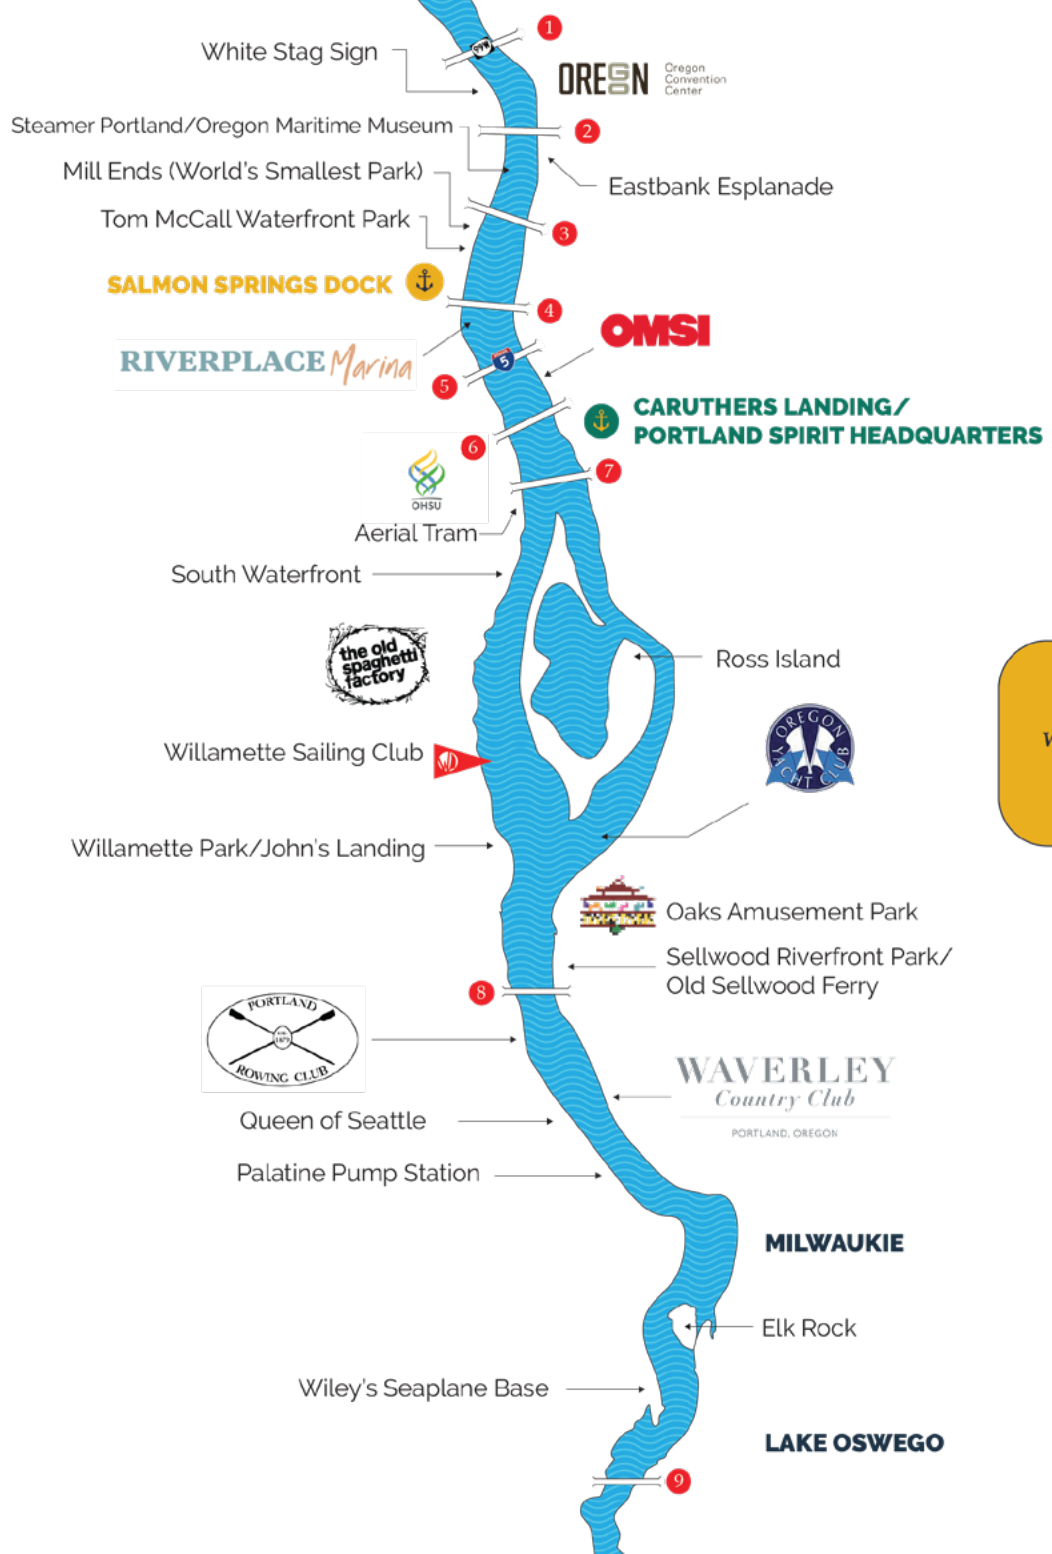 1
White Stag Sign
99W
OREGON
Oregon
Convention
Center
Steamer Portland/Oregon Maritime Museum
2
Mill Ends (World's Smallest Park)
Eastbank Esplanade
Tom McCall Waterfront Park
3
SALMON SPRINGS DOCK
4
OMSI
RIVERPLACE Marina
5
5
CARUTHERS LANDING/
PORTLAND SPIRIT HEADQUARTERS
6
7
OHSU
Aerial Tram
South Waterfront
the old
spaghetti
factory
Ross Island
OREGON
YACHT CLUB
Willamette Sailing Club
Willamette Park/John's Landing
Oaks Amusement Park
Sellwood Riverfront Park/
Old Sellwood Ferry
8
PORTLAND
1879
ROWING CLUB
WAVERLEY
Country Club
PORTLAND, OREGON
Queen of Seattle
Palatine Pump Station
MILWAUKIE
Elk Rock
Wiley's Seaplane Base
LAKE OSWEGO
9